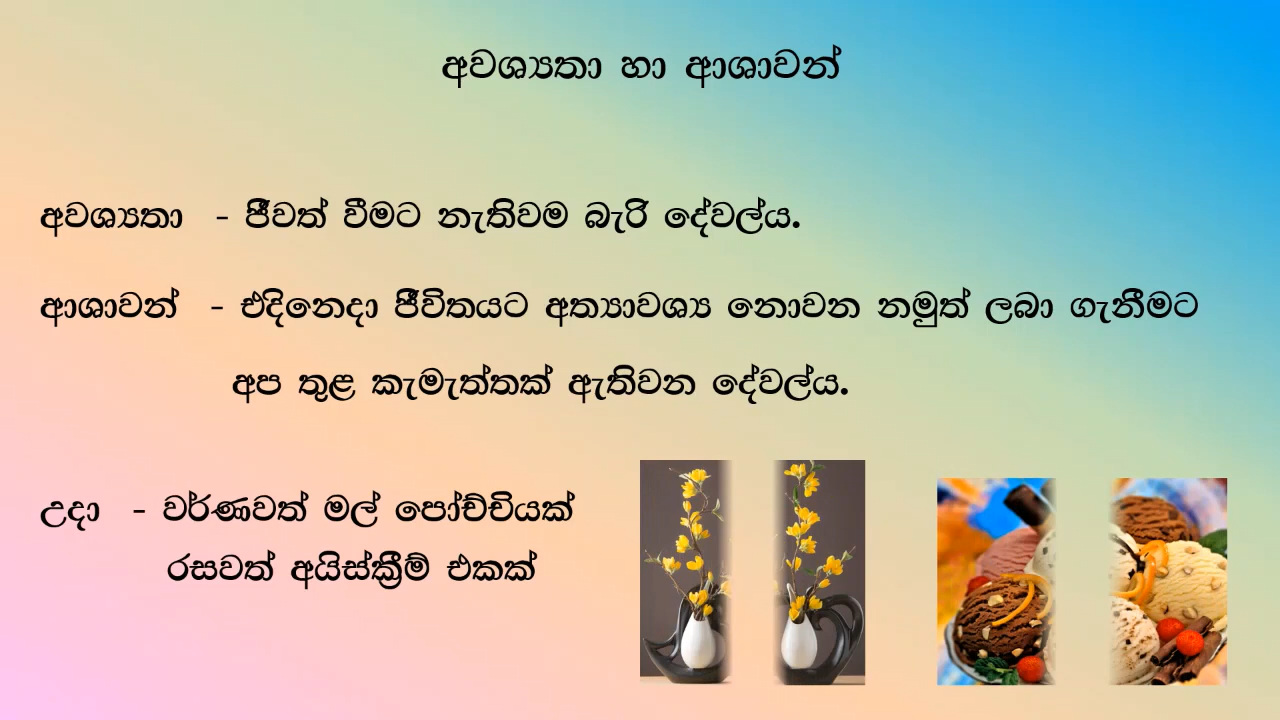 අවශ්‍යතා හා ආශාවන්
අවශ්‍යතා - ජීවත් වීමට නැතිවම බැරි දේවල්ය.
ආශාවන් - එදිනෙදා ජීවිතයට අත්‍යාවශ්‍ය නොවන නමුත් ලබා ගැනීමට
අප තුළ කැමැත්තක් ඇතිවන දේවල්ය.
උදා - වර්ණවත් මල් පෝච්චියක්
රසවත් අයිස්ක්‍රීම් එකක්